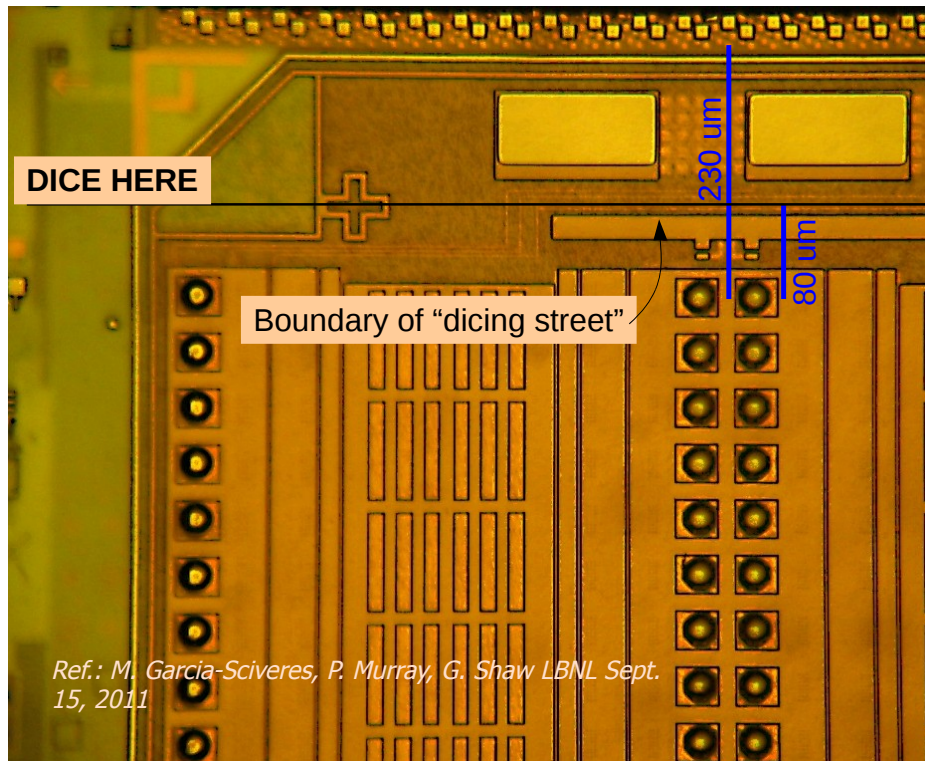 230 um
DICE HERE
80 um
Boundary of “dicing street”
Ref.: M. Garcia-Sciveres, P. Murray, G. Shaw LBNL Sept.
15, 2011